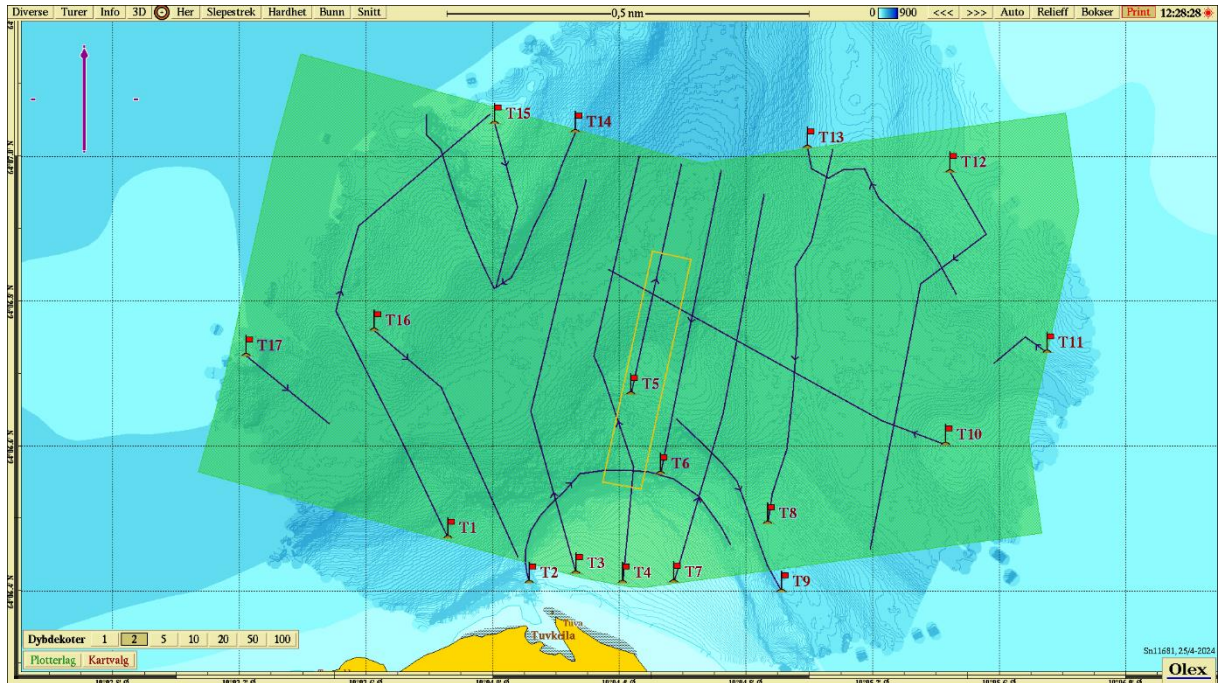 Diverse Turer Info 3D Her Slepestrek Hardhet Bunn Snitt 0,5 nm 0 900 <<< >>> Auto Relieff Bokser Print 12:28:28
T15
T14
T13
T12
T16
T11
T17
T5
T10
T6
T8
T1
T3
T2
T4
T7
T9
Tuva
Tuvkella
Dybdekoter 1 2 5 10 20 50 100
Plotterlag Kartvalg
Sn11681, 25/4-2024
Olex